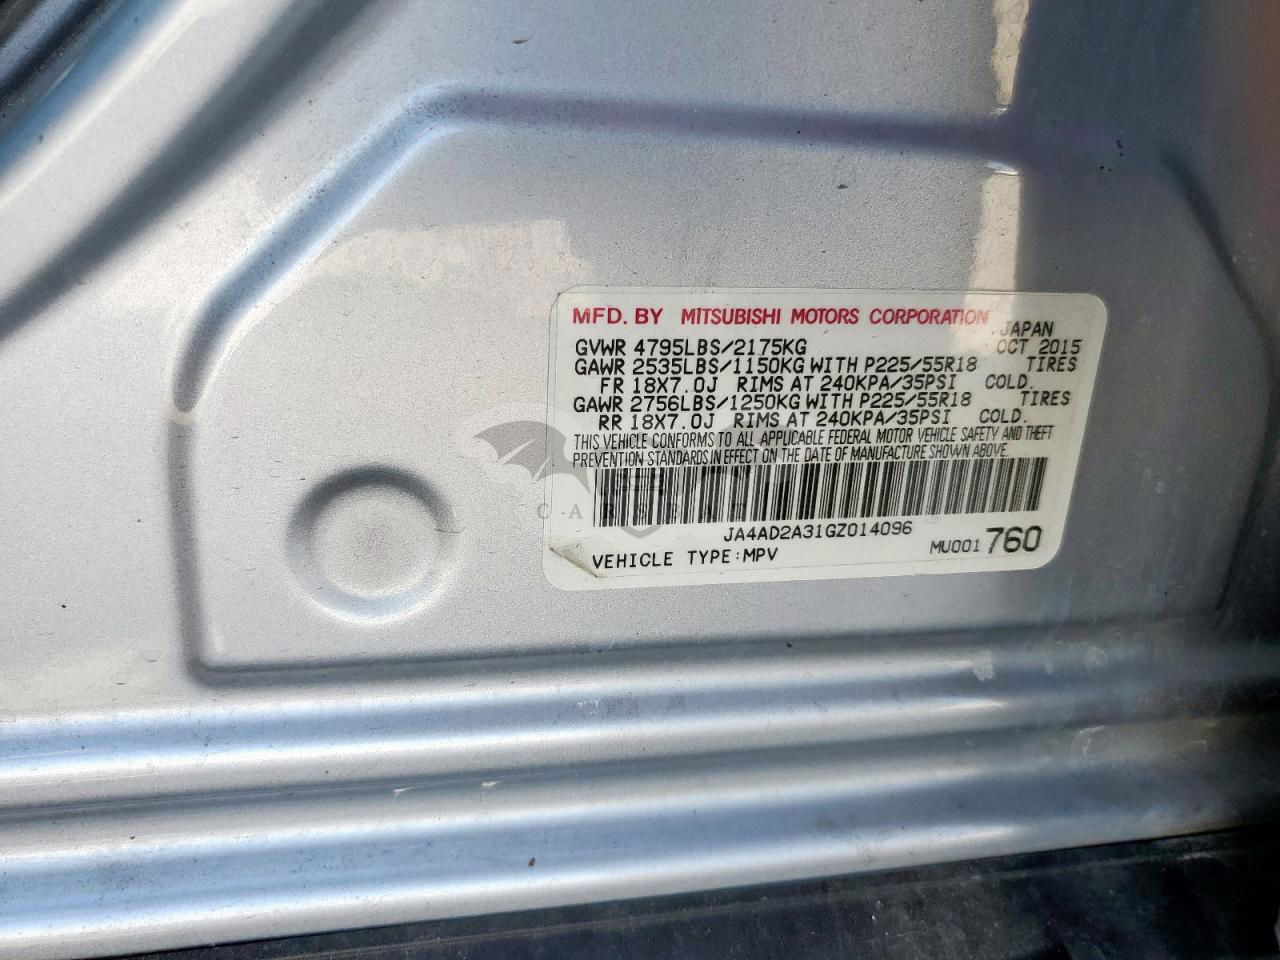 MFD. BY MITSUBISHI MOTORS CORPORATION
JAPAN
GVWR 4795LBS/2175KG OCT 2015
GAWR 2535LBS/1150KG WITH P225/55R18 TIRES
FR 18X7.0J RIMS AT 240KPA/35PSI COLD.
GAWR 2756LBS/1250KG WITH P225/55R18 TIRES
RR 18X7.0J RIMS AT 240KPA/35PSI COLD.
THIS VEHICLE CONFORMS TO ALL APPLICABLE FEDERAL MOTOR VEHICLE SAFETY AND THEFT
PREVENTION STANDARDS IN EFFECT ON THE DATE OF MANUFACTURE SHOWN ABOVE.
JA4AD2A31GZ014096
VEHICLE TYPE:MPV MU001 760